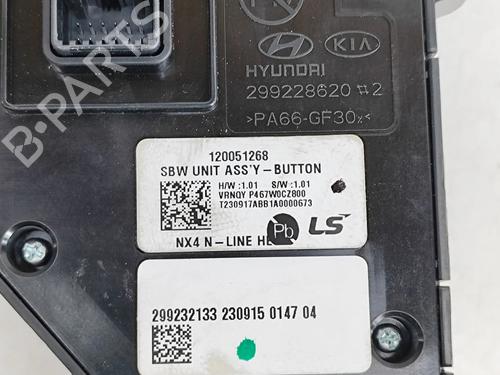 HYUNDAI KIA
299228620 #2
>PA66-GF30<
120051268
SBW UNIT ASS'Y-BUTTON
H/W :1.01 S/W :1.01
VRNQY P467W0CZ800
T230917ABB1A0000673
Pb LS
NX4 N-LINE
299232133 230915 0147 04
B-PARTS